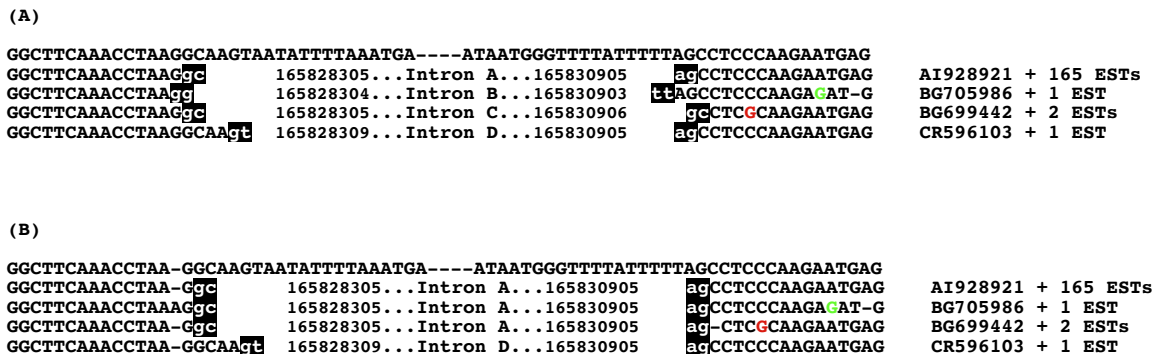 (A)
GGCTTCAAACCTAAGGCAAGTAATATTTTAAATGA----ATAATGGGTTTTATTTTTAGCCTCCCAAGAATGAG
GGCTTCAAACCTAAGgc 165828305...Intron A...165830905 agCCTCCCAAGAATGAG AI928921 + 165 ESTs
GGCTTCAAACCTAAgg 165828304...Intron B...165830903 ttAGCCTCCCAAGAGAT-G BG705986 + 1 EST
GGCTTCAAACCTAAGgc 165828305...Intron C...165830906 gcCTCGCAAGAATGAG BG699442 + 2 ESTs
GGCTTCAAACCTAAGGCAAgt 165828309...Intron D...165830905 agCCTCCCAAGAATGAG CR596103 + 1 EST
(B)
GGCTTCAAACCTAA-GGCAAGTAATATTTTAAATGA----ATAATGGGTTTTATTTTTAGCCTCCCAAGAATGAG
GGCTTCAAACCTAA-Ggc 165828305...Intron A...165830905 agCCTCCCAAGAATGAG AI928921 + 165 ESTs
GGCTTCAAACCTAAAGgc 165828305...Intron A...165830905 agCCTCCCAAGAGAT-G BG705986 + 1 EST
GGCTTCAAACCTAA-Ggc 165828305...Intron A...165830905 ag-CTCGCAAGAATGAG BG699442 + 2 ESTs
GGCTTCAAACCTAA-GGCAAgt 165828309...Intron D...165830905 agCCTCCCAAGAATGAG CR596103 + 1 EST